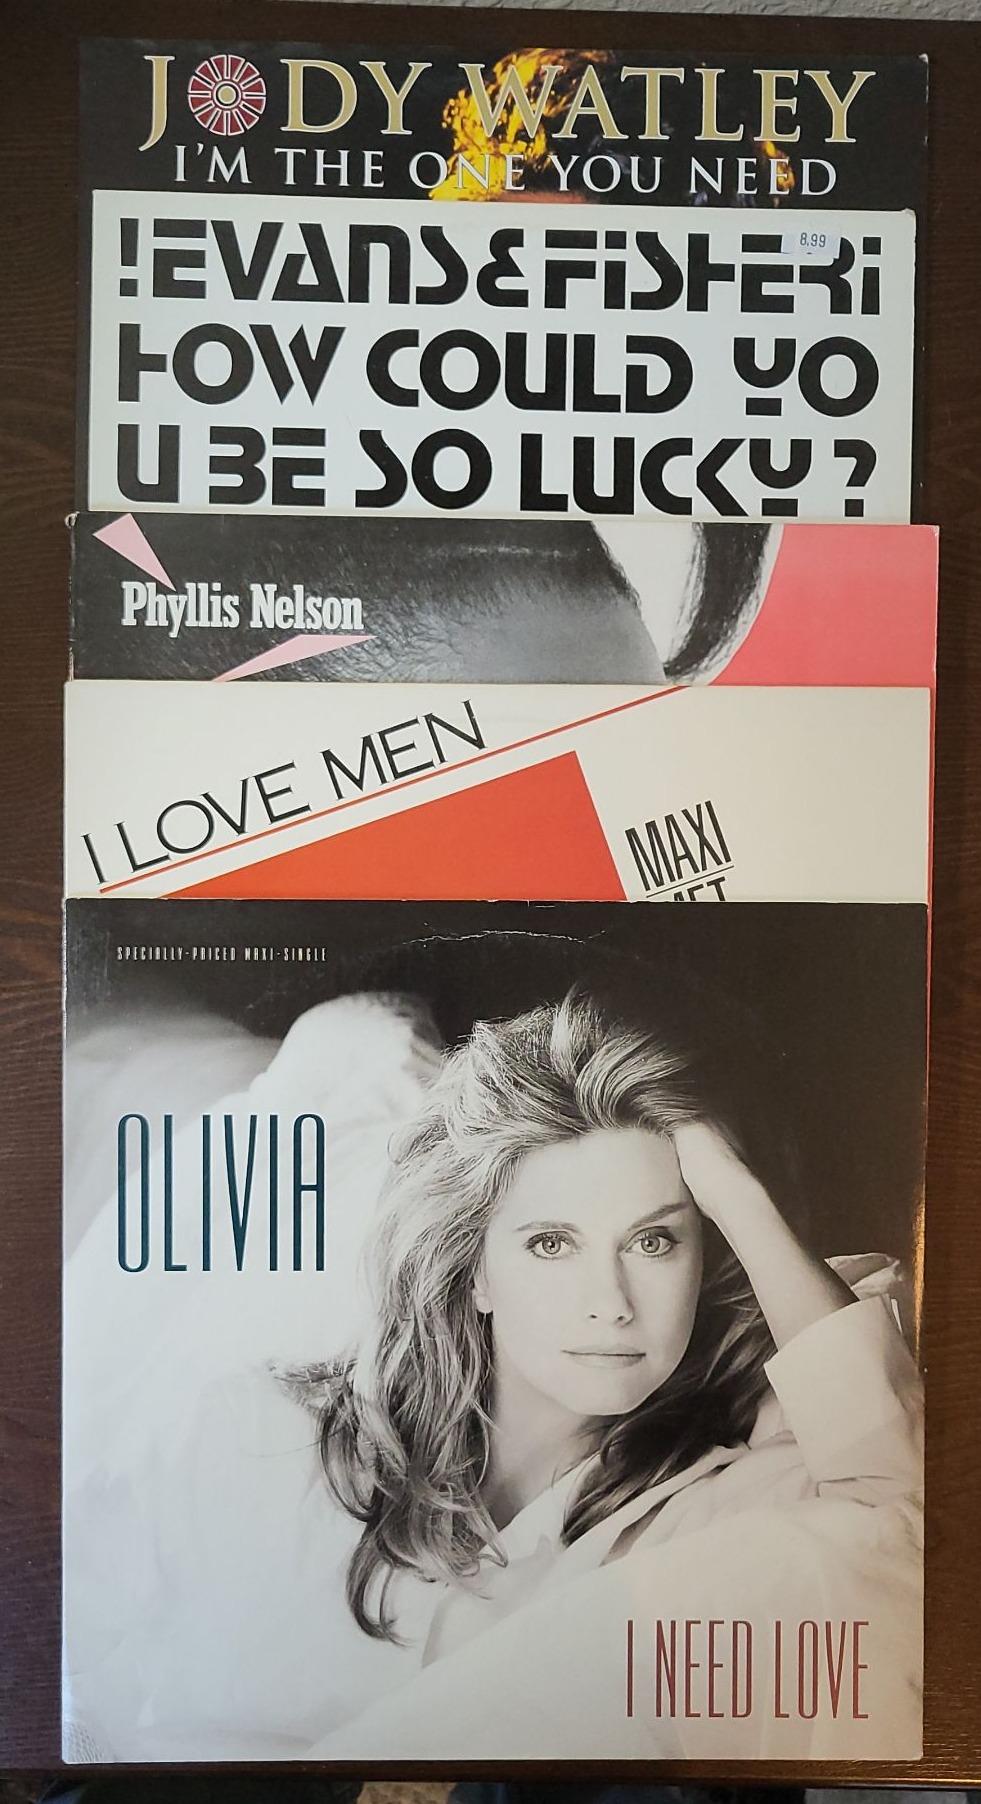 JODY WATLEY
I'M THE ONE YOU NEED
8.99
!EVANS&FISHER¡
HOW COULD YO
U BE SO LUCKY?
Phyllis Nelson
I LOVE MEN
MAXI
SPECIALLY-PRICED MAXI-SINGLE
OLIVIA
I NEED LOVE